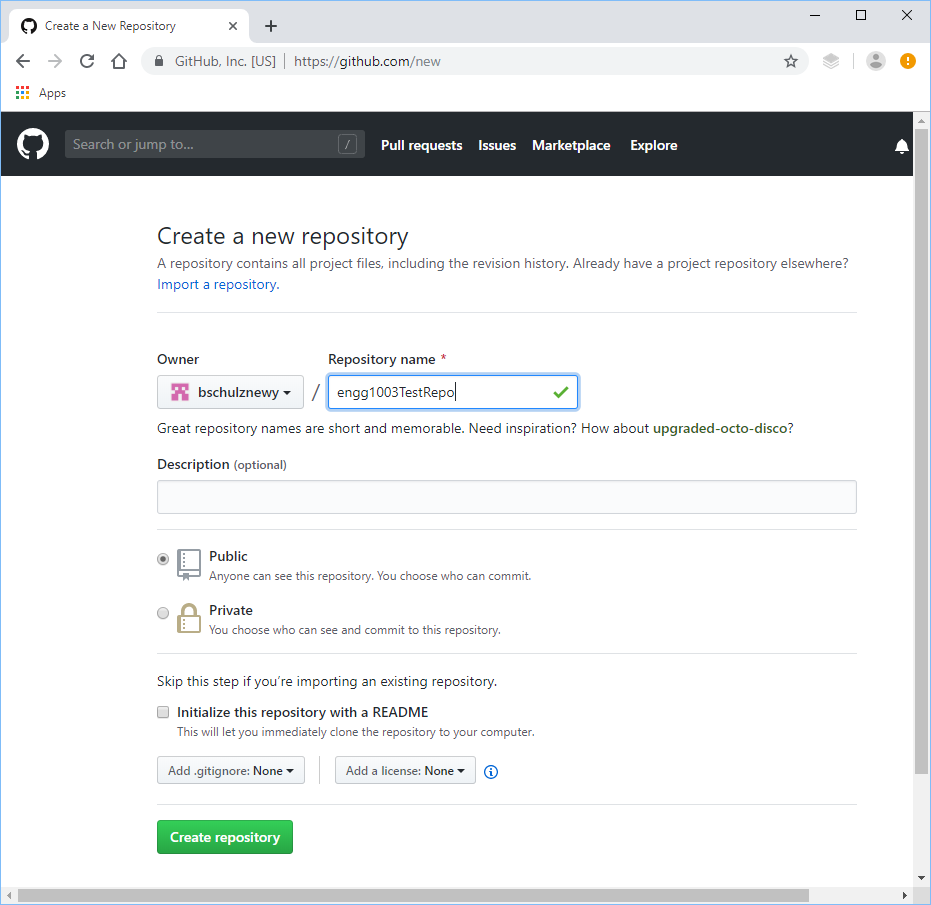 Create a New Repository
GitHub, Inc. [US] | https://github.com/new
Apps
Search or jump to... / Pull requests Issues Marketplace Explore
Create a new repository
A repository contains all project files, including the revision history. Already have a project repository elsewhere?
Import a repository.
Owner Repository name *
bschulznewy / engg1003TestRepo
Great repository names are short and memorable. Need inspiration? How about upgraded-octo-disco?
Description (optional)
Public
Anyone can see this repository. You choose who can commit.
Private
You choose who can see and commit to this repository.
Skip this step if you’re importing an existing repository.
Initialize this repository with a README
This will let you immediately clone the repository to your computer.
Add .gitignore: None Add a license: None
Create repository